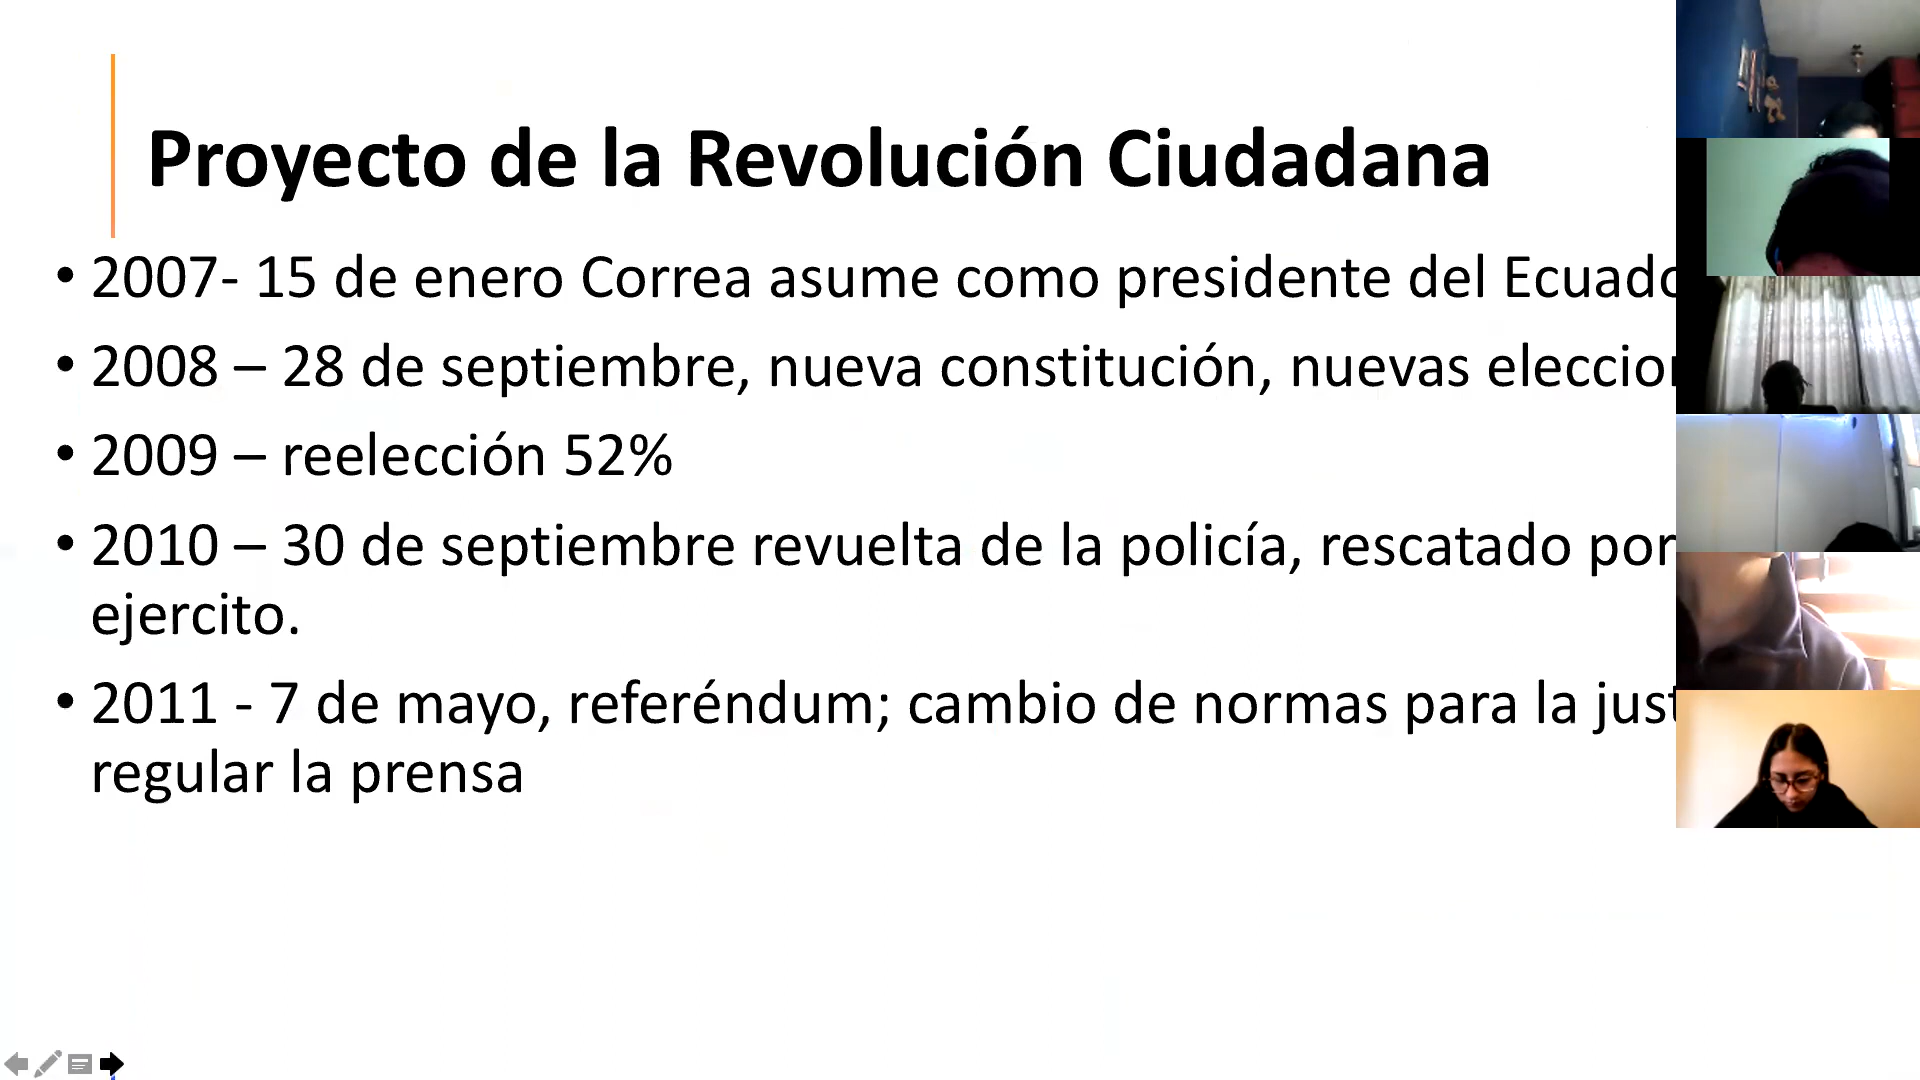 Proyecto de la Revolución Ciudadana
• 2007- 15 de enero Correa asume como presidente del
• 2008 – 28 de septiembre, nueva constitución, nuevas
• 2009 – reelección 52%
• 2010 – 30 de septiembre revuelta de la policía, rescatado por
ejercito.
• 2011 - 7 de mayo, referéndum; cambio de normas para la
regular la prensa